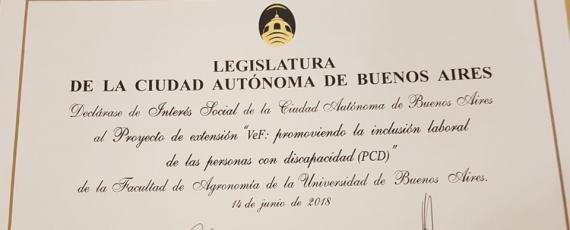 LEGISLATURA
DE LA CIUDAD AUTÓNOMA DE BUENOS AIRES
Declárase de Interés Social de la Ciudad Autónoma de Buenos Aires
al Proyecto de extensión "VeF: promoviendo la inclusión laboral
de las personas con discapacidad (PCD)"
de la Facultad de Agronomía de la Universidad de Buenos Aires.
14 de junio de 2018